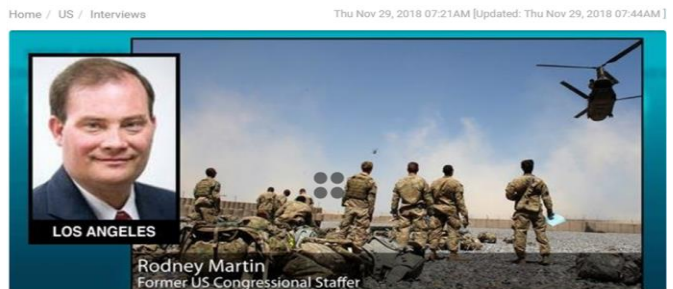 Home / US / Interviews
Thu Nov 29, 2018 07:21AM [Updated: Thu Nov 29, 2018 07:44AM ]
LOS ANGELES
Rodney Martin
Former US Congressional Staffer